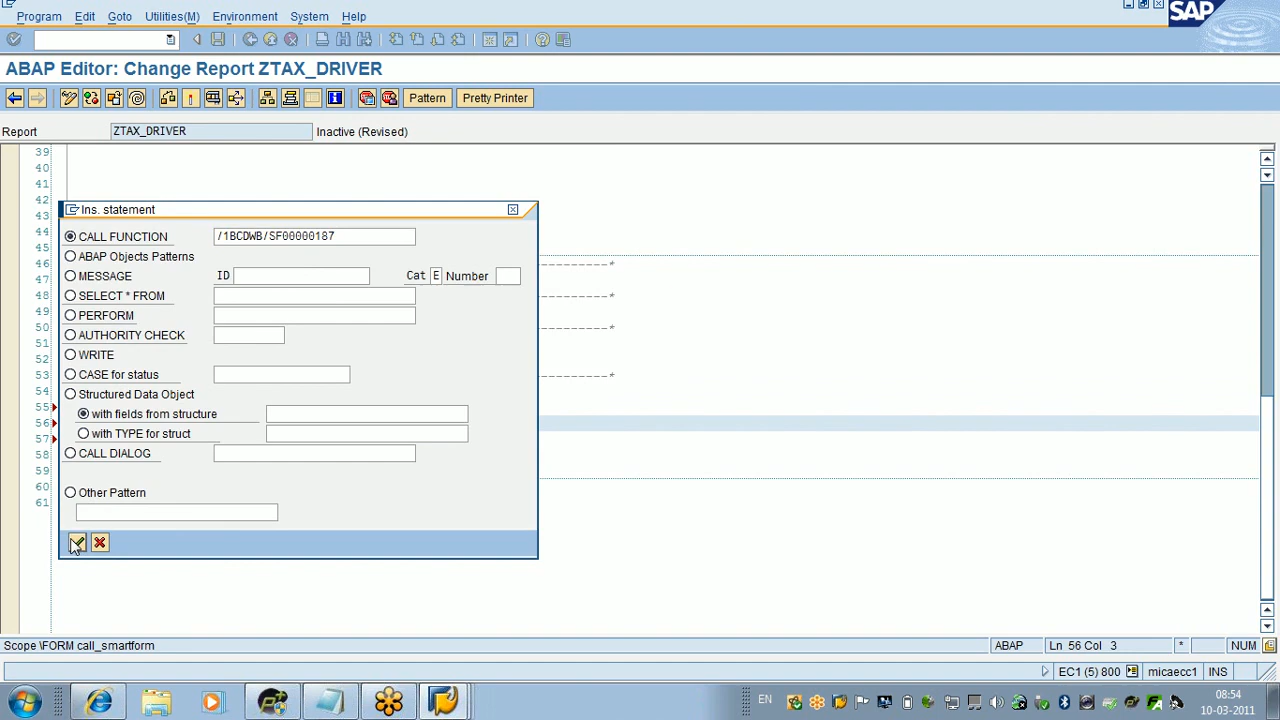 Program Edit Goto Utilities(M) Environment System Help
SAP
ABAP Editor: Change Report ZTAX_DRIVER
Pattern Pretty Printer
Report ZTAX_DRIVER Inactive (Revised)
39
40
41
42
43
44
45
46 --------*
47
48 --------*
49
50 --------*
51
52
53 --------*
54
55
56
57
58
59
60
61
Ins. statement
CALL FUNCTION /1BCDWB/SF00000187
ABAP Objects Patterns
MESSAGE ID Cat E Number
SELECT * FROM
PERFORM
AUTHORITY CHECK
WRITE
CASE for status
Structured Data Object
with fields from structure
with TYPE for struct
CALL DIALOG
Other Pattern
Scope \FORM call_smartform ABAP Ln 56 Col 3 * NUM
EC1 (5) 800 micaecc1 INS
EN 08:54
10-03-2011